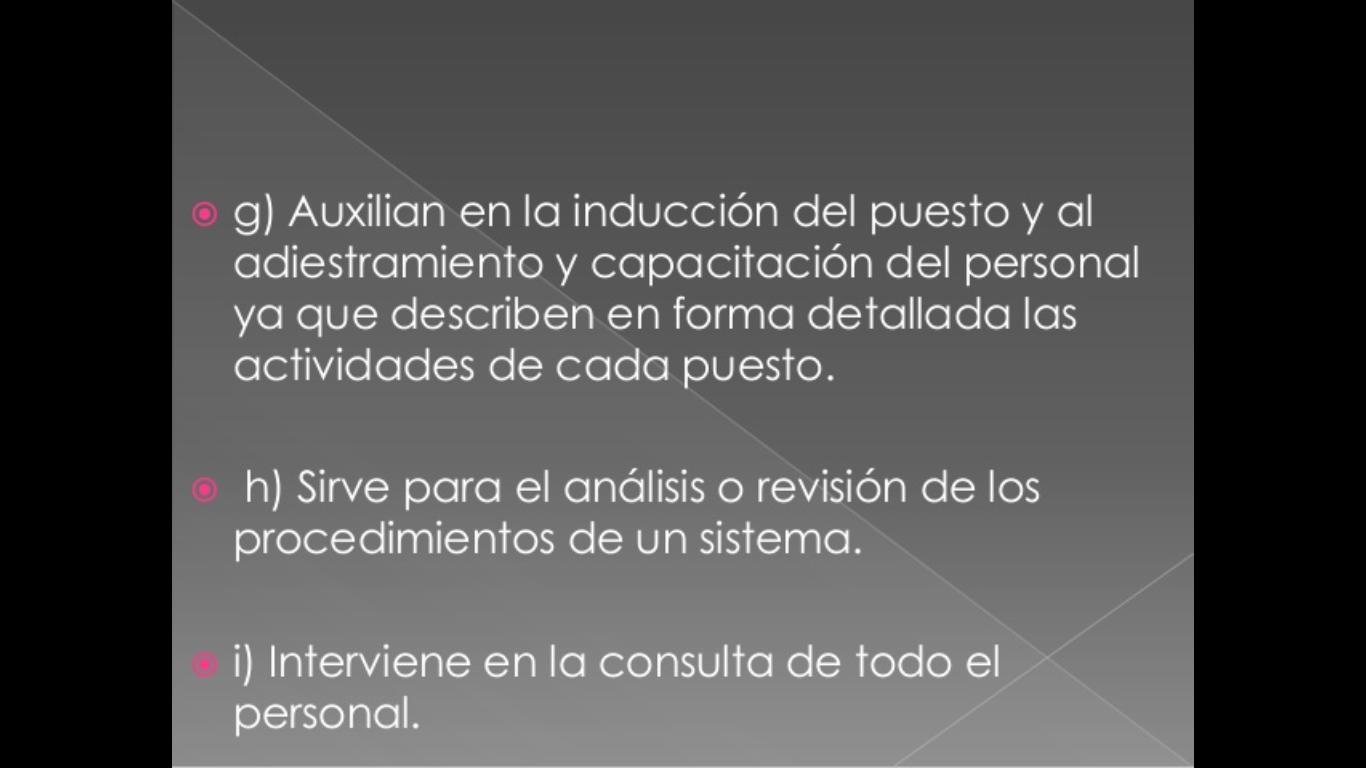 g) Auxilian en la inducción del puesto y al
adiestramiento y capacitación del personal
ya que describen en forma detallada las
actividades de cada puesto.
h) Sirve para el análisis o revisión de los
procedimientos de un sistema.
i) Interviene en la consulta de todo el
personal.